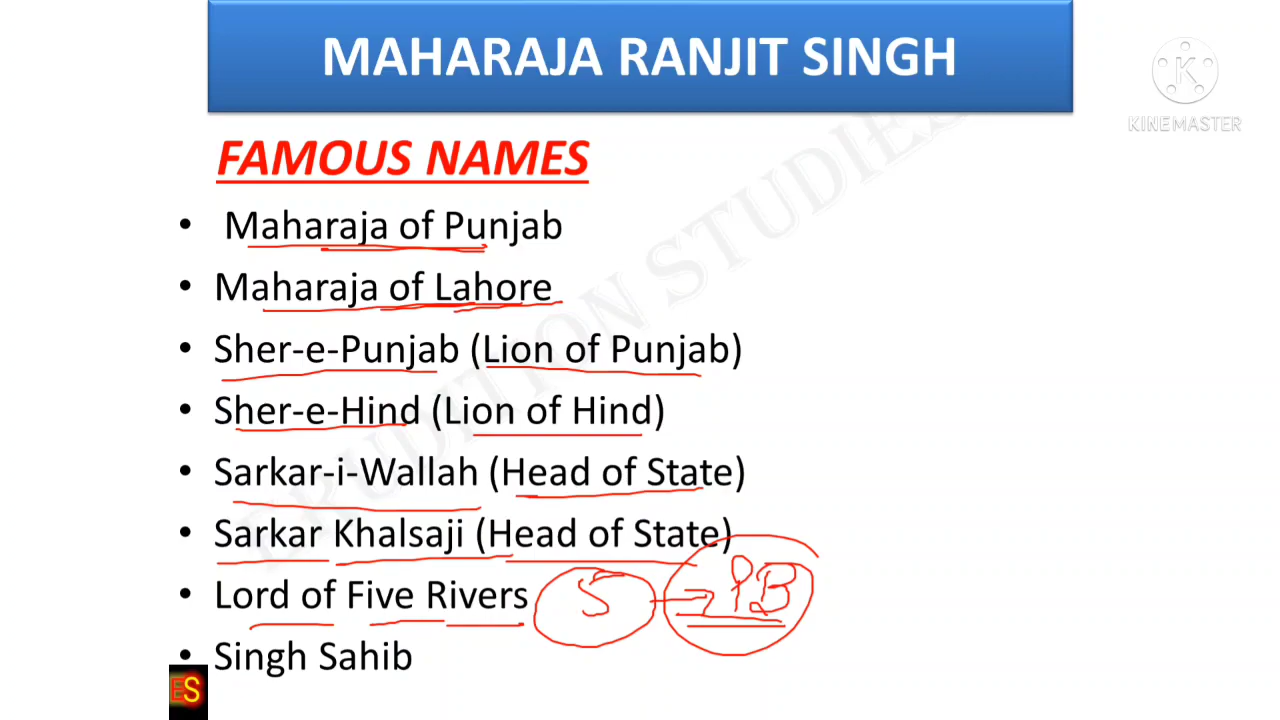 MAHARAJA RANJIT SINGH
K
KINEMASTER
FAMOUS NAMES
• Maharaja of Punjab
• Maharaja of Lahore
• Sher-e-Punjab (Lion of Punjab)
• Sher-e-Hind (Lion of Hind)
• Sarkar-i-Wallah (Head of State)
• Sarkar Khalsaji (Head of State)
• Lord of Five Rivers 5 → PB
• Singh Sahib
ES
ERUDITION STUDIES